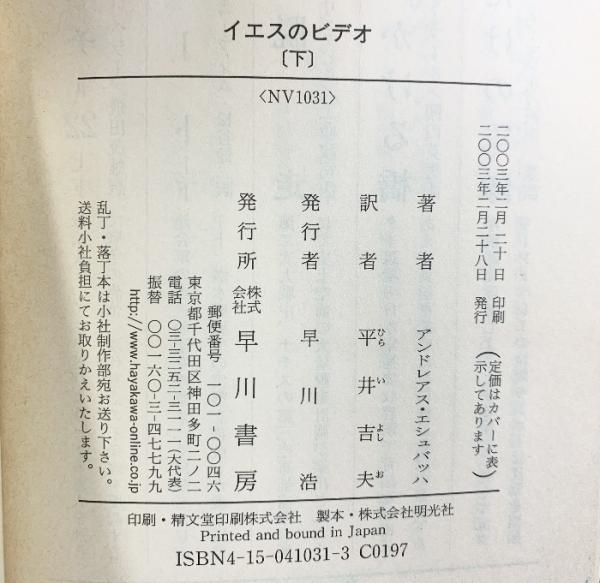 イエスのビデオ
〔下〕
〈NV1031〉
二〇〇三年二月 二十日 印刷
二〇〇三年二月二十八日 発行
(定価はカバーに表
示してあります)
著者 アンドレアス・エシュバッハ
訳者 平井吉夫
ひら い よし お
発行者 早川 浩
発行所 株式会社 早川書房
郵便番号 一〇一-〇〇四六
東京都千代田区神田多町二ノ二
電話 〇三-三二五二-三一一一(大代表)
振替 〇〇一六〇-三-四七七九九
http://www.hayakawa-online.co.jp
乱丁・落丁本は小社制作部宛お送り下さい。
送料小社負担にてお取りかえいたします。
印刷・精文堂印刷株式会社 製本・株式会社明光社
Printed and bound in Japan
ISBN4-15-041031-3 C0197